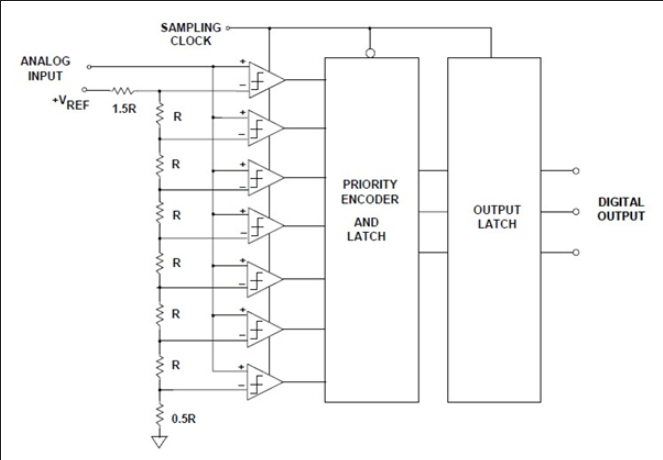 SAMPLING
CLOCK
ANALOG
INPUT
+VREF
1.5R
R
R
R
R
R
R
0.5R
+
−
+
−
+
−
+
−
+
−
+
−
+
−
PRIORITY
ENCODER
AND
LATCH
OUTPUT
LATCH
DIGITAL
OUTPUT